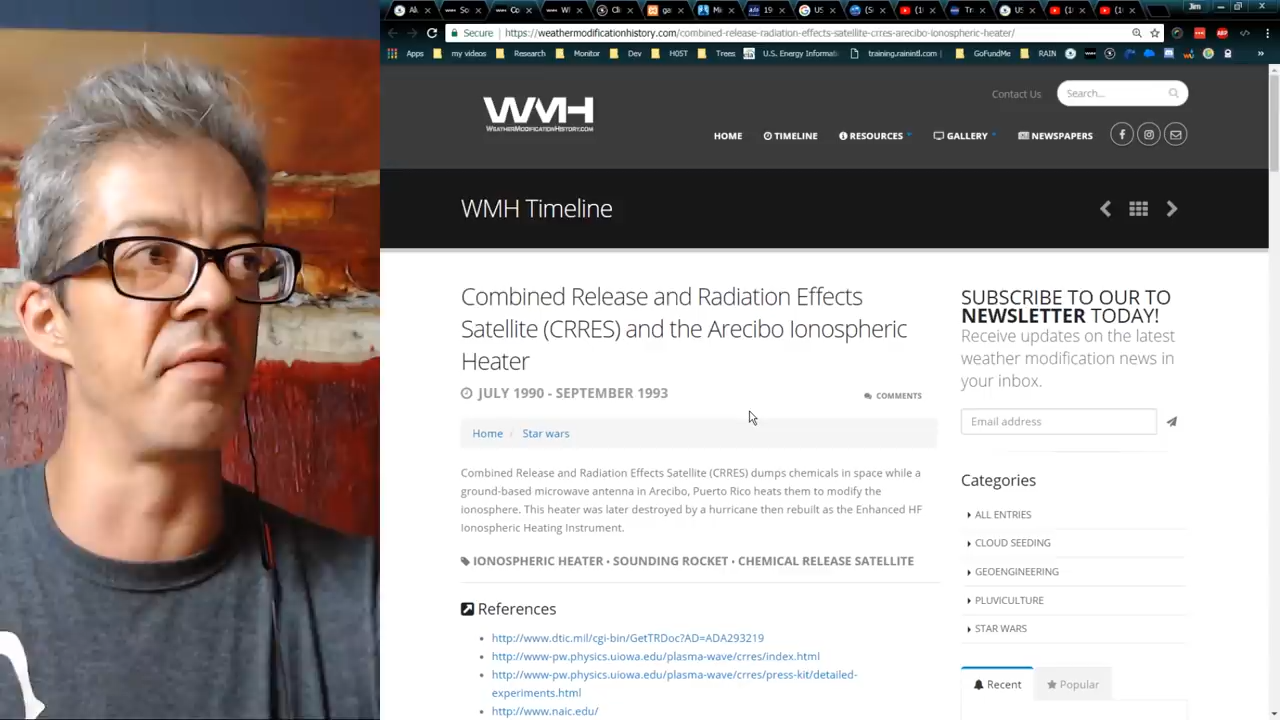 Jim
Secure
https://weathermodificationhistory.com/combined-release-radiation-effects-satellite-crres-arecibo-ionospheric-heater/
Apps my videos Research Monitor Dev H05T Trees U.S. Energy Informat training.rainintl.com GoFundMe RAIN
WMH
WEATHERMODIFICATIONHISTORY.COM
Contact Us
Search...
HOME TIMELINE RESOURCES GALLERY NEWSPAPERS
WMH Timeline
Combined Release and Radiation Effects
Satellite (CRRES) and the Arecibo Ionospheric
Heater
JULY 1990 - SEPTEMBER 1993
COMMENTS
Home / Star wars
Combined Release and Radiation Effects Satellite (CRRES) dumps chemicals in space while a
ground-based microwave antenna in Arecibo, Puerto Rico heats them to modify the
ionosphere. This heater was later destroyed by a hurricane then rebuilt as the Enhanced HF
Ionospheric Heating Instrument.
IONOSPHERIC HEATER • SOUNDING ROCKET • CHEMICAL RELEASE SATELLITE
References
http://www.dtic.mil/cgi-bin/GetTRDoc?AD=ADA293219
http://www-pw.physics.uiowa.edu/plasma-wave/crres/index.html
http://www-pw.physics.uiowa.edu/plasma-wave/crres/press-kit/detailed-
experiments.html
http://www.naic.edu/
SUBSCRIBE TO OUR TO
NEWSLETTER TODAY!
Receive updates on the latest
weather modification news in
your inbox.
Email address
Categories
ALL ENTRIES
CLOUD SEEDING
GEOENGINEERING
PLUVICULTURE
STAR WARS
Recent Popular